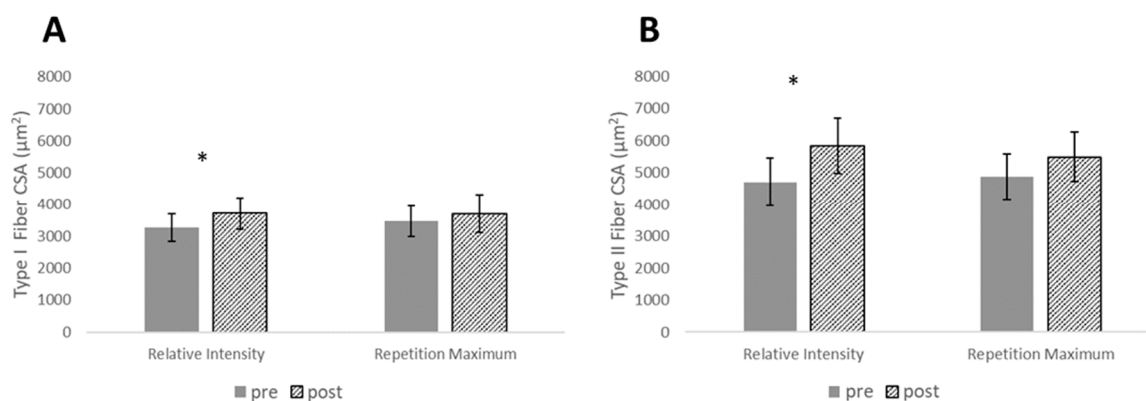 A
Type I Fiber CSA (µm²)
8000
7000
6000
5000
4000
3000
2000
1000
0
*
Relative Intensity
Repetition Maximum
pre
post
B
Type II Fiber CSA (µm²)
8000
7000
6000
5000
4000
3000
2000
1000
0
*
Relative Intensity
Repetition Maximum
pre
post